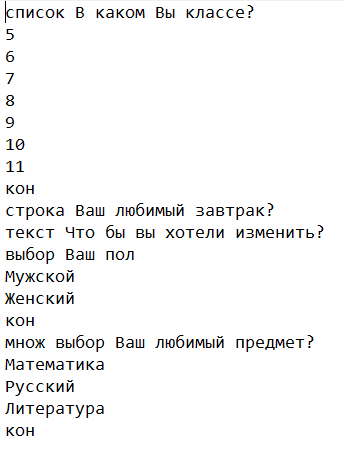 список В каком Вы классе?
5
6
7
8
9
10
11
кон
строка Ваш любимый завтрак?
текст Что бы вы хотели изменить?
выбор Ваш пол
Мужской
Женский
кон
множ выбор Ваш любимый предмет?
Математика
Русский
Литература
кон